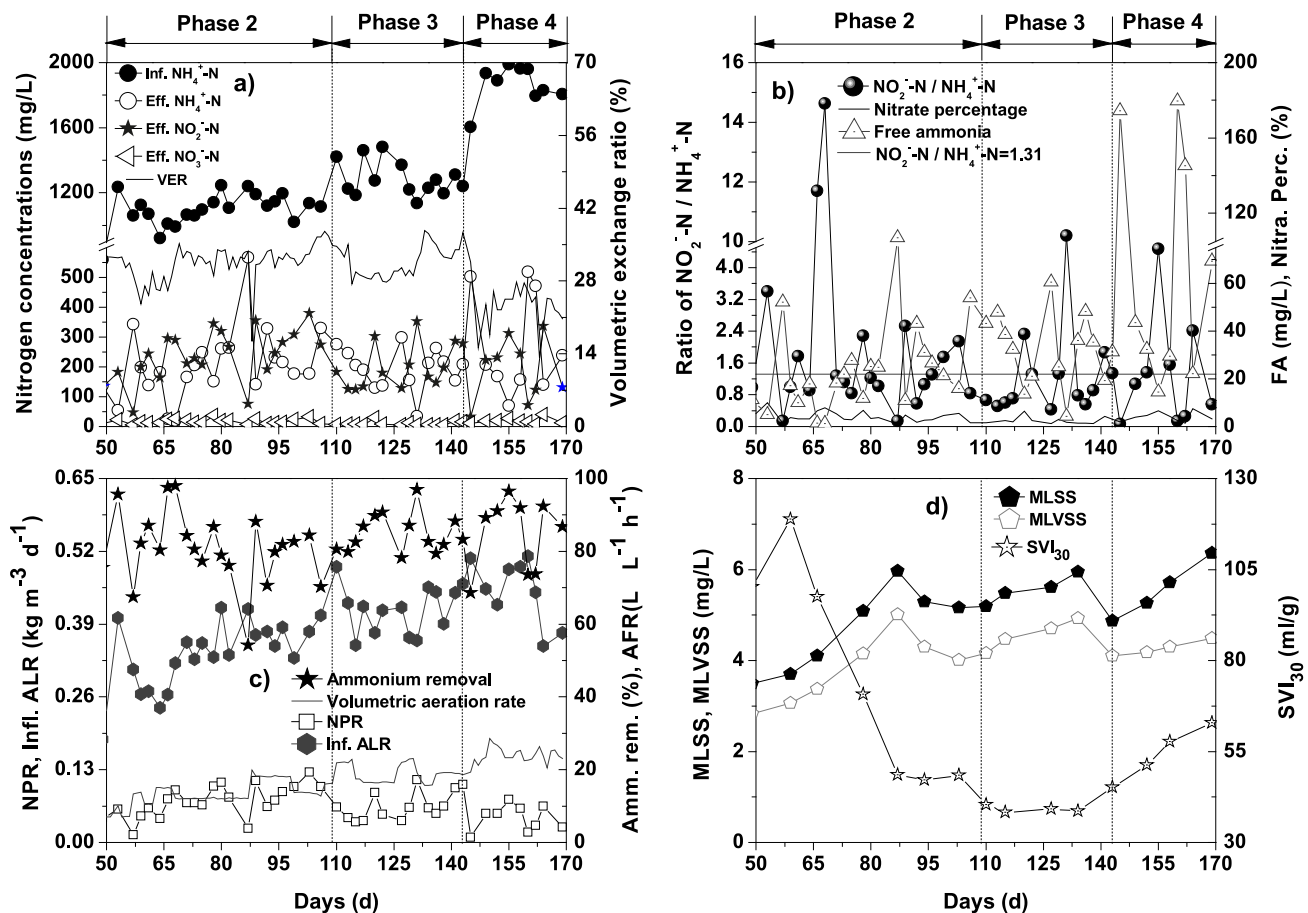 Phase 2 Phase 3 Phase 4
a)
Inf. NH₄⁺-N
Eff. NH₄⁺-N
Eff. NO₂⁻-N
Eff. NO₃⁻-N
VER
Nitrogen concentrations (mg/L)
2000
1600
1200
500
400
300
200
100
0
Volumetric exchange ratio (%)
70
56
42
28
14
0
50 65 80 95 110 125 140 155 170
Phase 2 Phase 3 Phase 4
b)
NO₂⁻-N / NH₄⁺-N
Nitrate percentage
Free ammonia
NO₂⁻-N / NH₄⁺-N=1.31
Ratio of NO₂⁻-N / NH₄⁺-N
16
14
12
10
4.0
3.2
2.4
1.6
0.8
0.0
FA (mg/L), Nitra. Perc. (%)
200
160
120
80
60
40
20
0
50 65 80 95 110 125 140 155 170
c)
Ammonium removal
Volumetric aeration rate
NPR
Inf. ALR
NPR, Infl. ALR (kg m⁻³ d⁻¹)
0.65
0.52
0.39
0.26
0.13
0.00
Amm. rem. (%), AFR(L L⁻¹ h⁻¹)
100
80
60
40
20
0
50 65 80 95 110 125 140 155 170
Days (d)
d)
MLSS
MLVSS
SVI₃₀
MLSS, MLVSS (mg/L)
8
6
4
2
0
SVI₃₀ (ml/g)
130
105
80
55
30
50 65 80 95 110 125 140 155 170
Days (d)